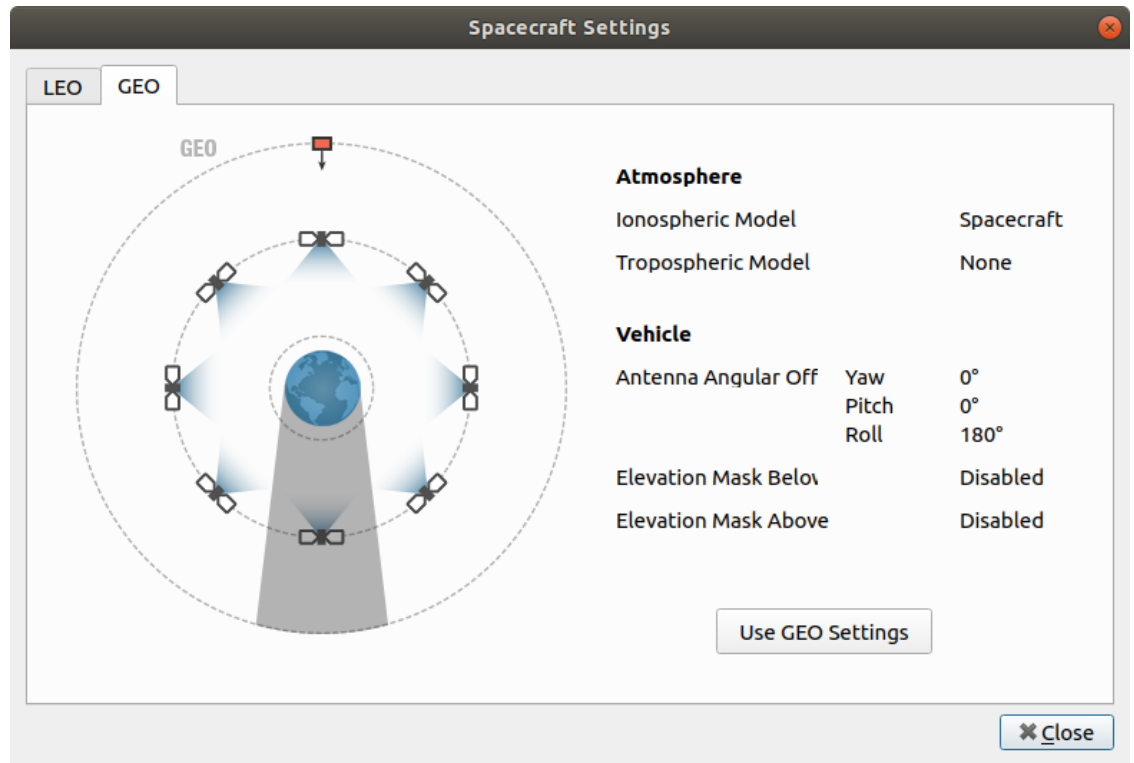 Spacecraft Settings
LEO GEO
GEO
Atmosphere
Ionospheric Model Spacecraft
Tropospheric Model None
Vehicle
Antenna Angular Off Yaw 0°
Pitch 0°
Roll 180°
Elevation Mask Belov Disabled
Elevation Mask Above Disabled
Use GEO Settings
Close